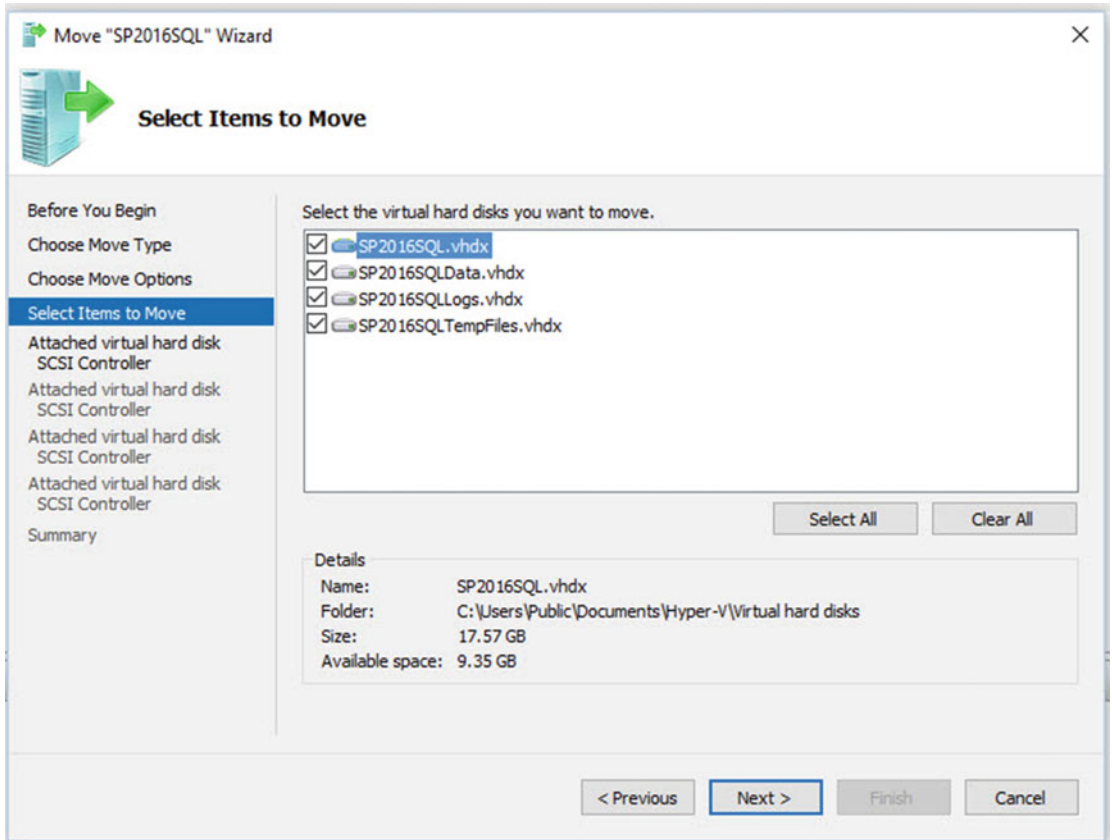 Move "SP2016SQL" Wizard
Select Items to Move
Before You Begin
Choose Move Type
Choose Move Options
Select Items to Move
Attached virtual hard disk
SCSI Controller
Attached virtual hard disk
SCSI Controller
Attached virtual hard disk
SCSI Controller
Attached virtual hard disk
SCSI Controller
Summary
Select the virtual hard disks you want to move.
SP2016SQL.vhdx
SP2016SQLData.vhdx
SP2016SQLLogs.vhdx
SP2016SQLTempFiles.vhdx
Select All Clear All
Details
Name: SP2016SQL.vhdx
Folder: C:\Users\Public\Documents\Hyper-V\Virtual hard disks
Size: 17.57 GB
Available space: 9.35 GB
< Previous Next > Finish Cancel